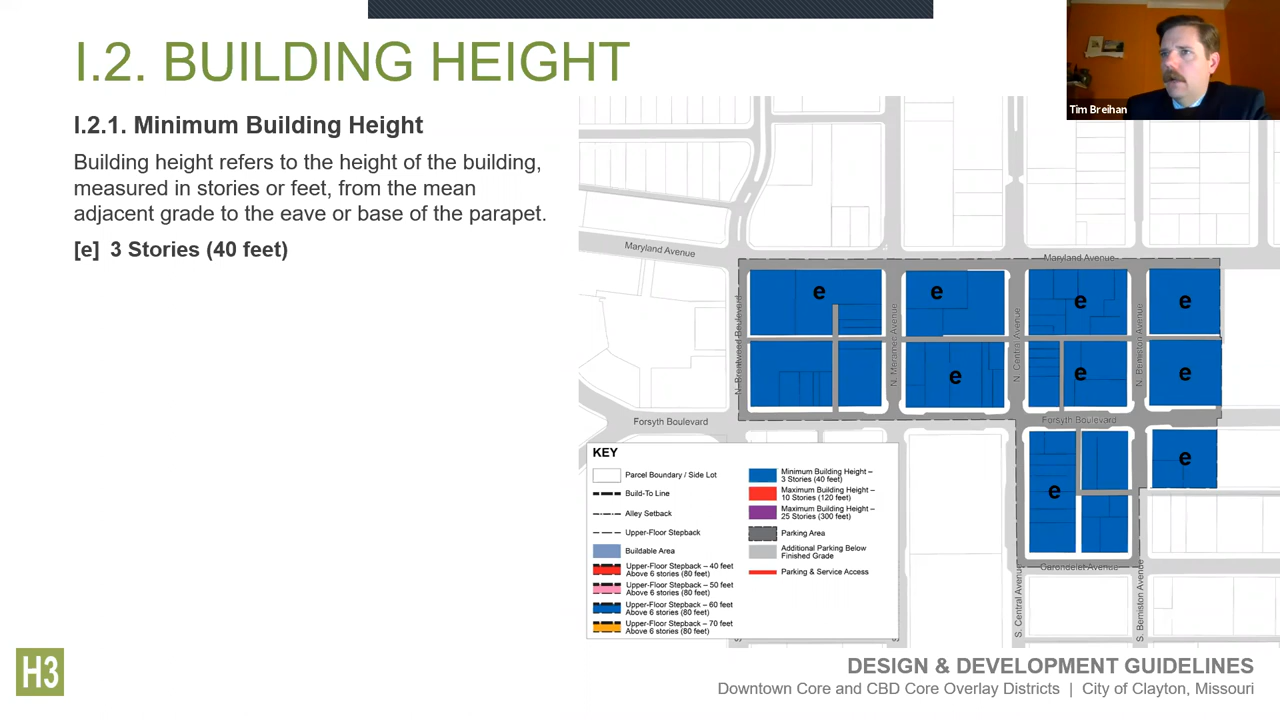 I.2. BUILDING HEIGHT
Tim Breihan
I.2.1. Minimum Building Height
Building height refers to the height of the building,
measured in stories or feet, from the mean
adjacent grade to the eave or base of the parapet.
[e] 3 Stories (40 feet)
Maryland Avenue
Maryland Avenue
e
e
e
e
N. Brentwood Boulevard
N. Meramec Avenue
N. Central Avenue
N. Bemiston Avenue
e
e
e
Forsyth Boulevard
Forsyth Boulevard
e
e
Carondelet Avenue
S. Central Avenue
S. Bemiston Avenue
KEY
Parcel Boundary / Side Lot
Build-To Line
Alley Setback
Upper-Floor Stepback
Buildable Area
Upper-Floor Stepback – 40 feet
Above 6 stories (80 feet)
Upper-Floor Stepback – 50 feet
Above 6 stories (80 feet)
Upper-Floor Stepback – 60 feet
Above 6 stories (80 feet)
Upper-Floor Stepback – 70 feet
Above 6 stories (80 feet)
Minimum Building Height –
3 Stories (40 feet)
Maximum Building Height –
10 Stories (120 feet)
Maximum Building Height –
25 Stories (300 feet)
Parking Area
Additional Parking Below
Finished Grade
Parking & Service Access
H3
DESIGN & DEVELOPMENT GUIDELINES
Downtown Core and CBD Core Overlay Districts | City of Clayton, Missouri